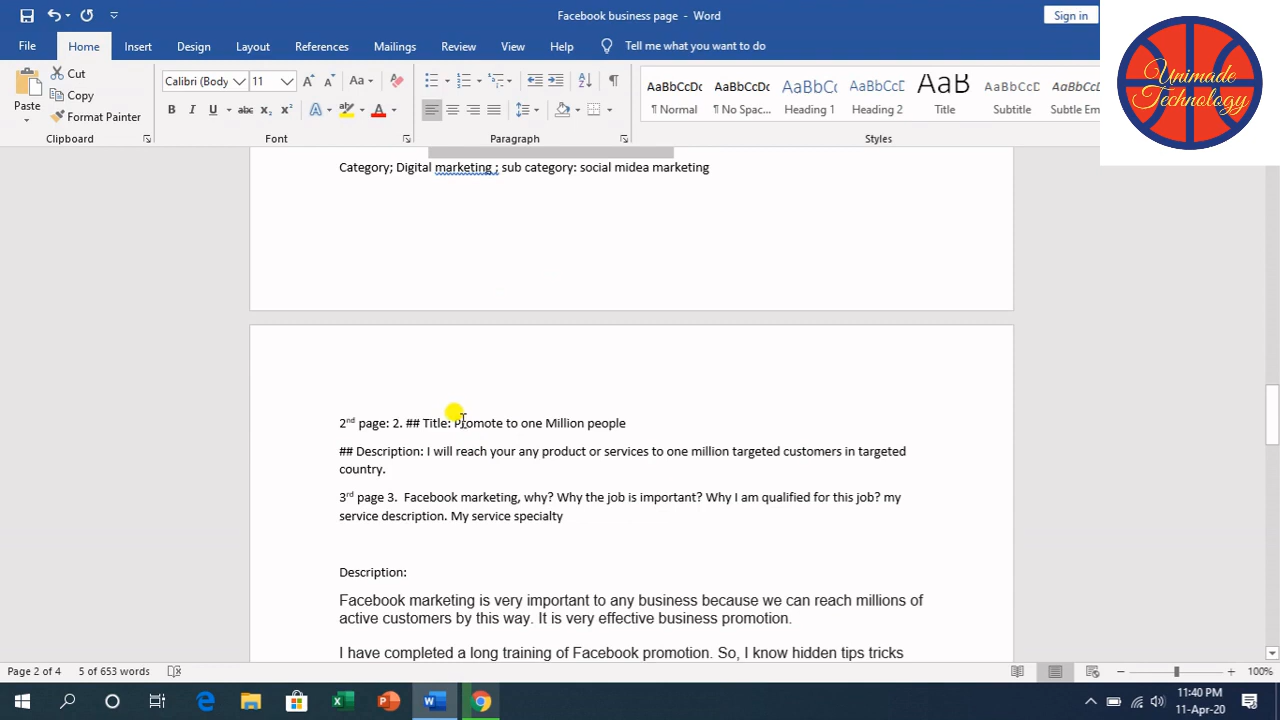 Facebook business page - Word
Sign in
File Home Insert Design Layout References Mailings Review View Help Tell me what you want to do
Unimade
Technology
Paste
Cut
Copy
Format Painter
Clipboard
Calibri (Body 11
Font
Paragraph
AaBbCcDc AaBbCcDc AaBbCc AaBbCcD AaB AaBbCcD AaBbCcD
¶ Normal ¶ No Spac... Heading 1 Heading 2 Title Subtitle Subtle Em
Styles
Category; Digital marketing ; sub category: social midea marketing
2nd page: 2. ## Title: Promote to one Million people
## Description: I will reach your any product or services to one million targeted customers in targeted
country.
3rd page 3. Facebook marketing, why? Why the job is important? Why I am qualified for this job? my
service description. My service specialty
Description:
Facebook marketing is very important to any business because we can reach millions of
active customers by this way. It is very effective business promotion.
I have completed a long training of Facebook promotion. So, I know hidden tips tricks
Page 2 of 4 5 of 653 words 100%
11:40 PM
11-Apr-20